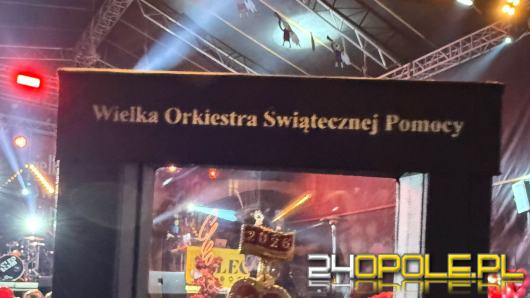 Wielka Orkiestra Świątecznej Pomocy
2026
24OPOLE.PL